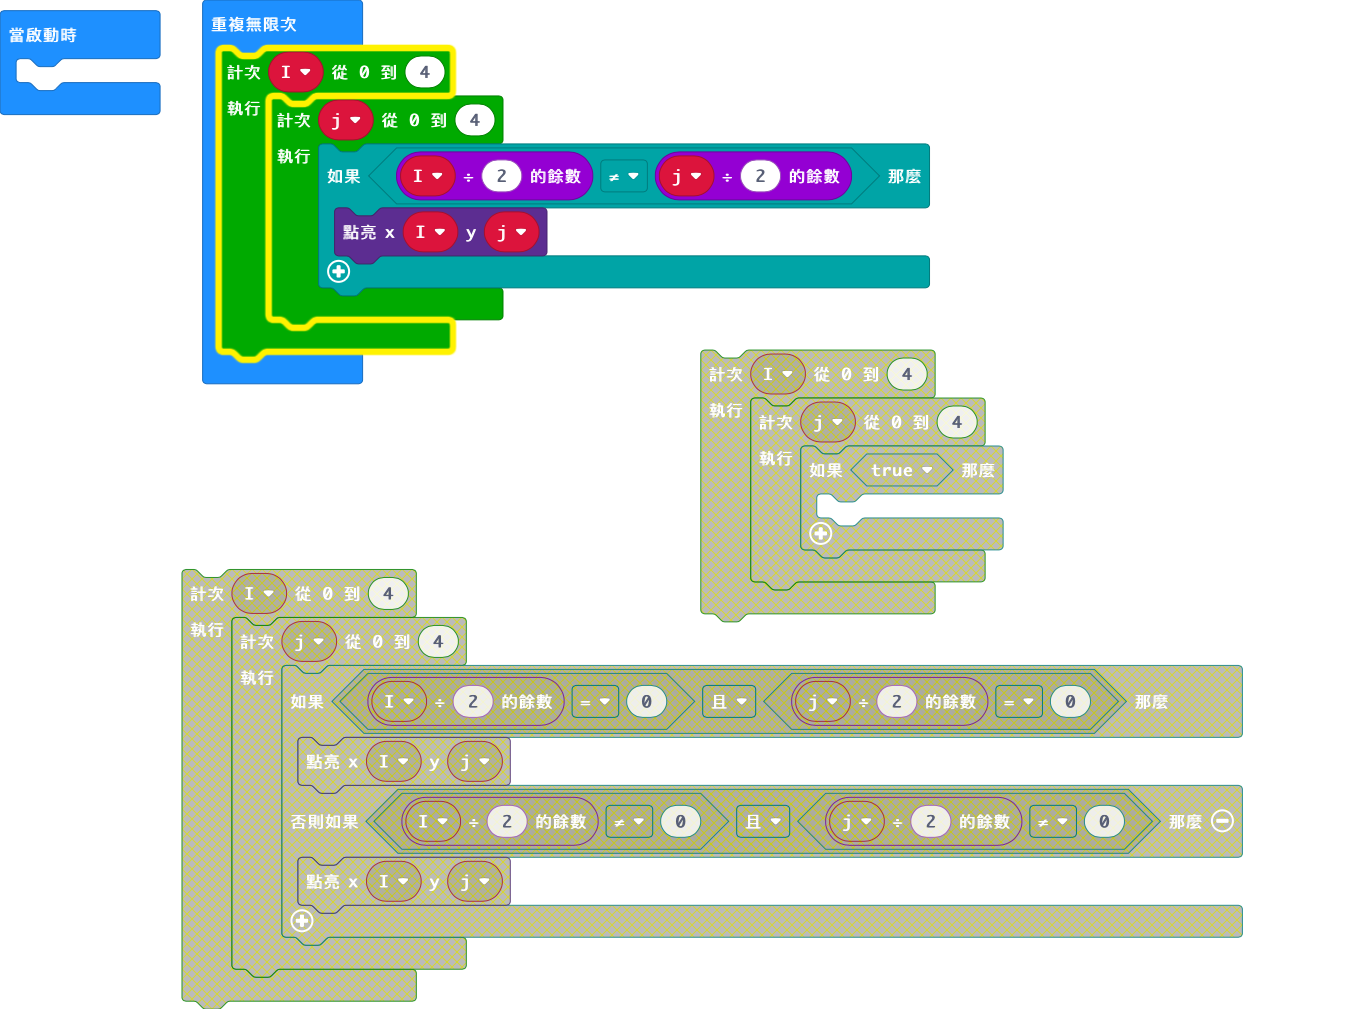 當啟動時
重複無限次
計次 I 從 0 到 4
執行
計次 j 從 0 到 4
執行
如果 I ÷ 2 的餘數 ≠ j ÷ 2 的餘數 那麼
點亮 x I y j
計次 I 從 0 到 4
執行
計次 j 從 0 到 4
執行
如果 true 那麼
計次 I 從 0 到 4
執行
計次 j 從 0 到 4
執行
如果 I ÷ 2 的餘數 = 0 且 j ÷ 2 的餘數 = 0 那麼
點亮 x I y j
否則如果 I ÷ 2 的餘數 ≠ 0 且 j ÷ 2 的餘數 ≠ 0 那麼
點亮 x I y j